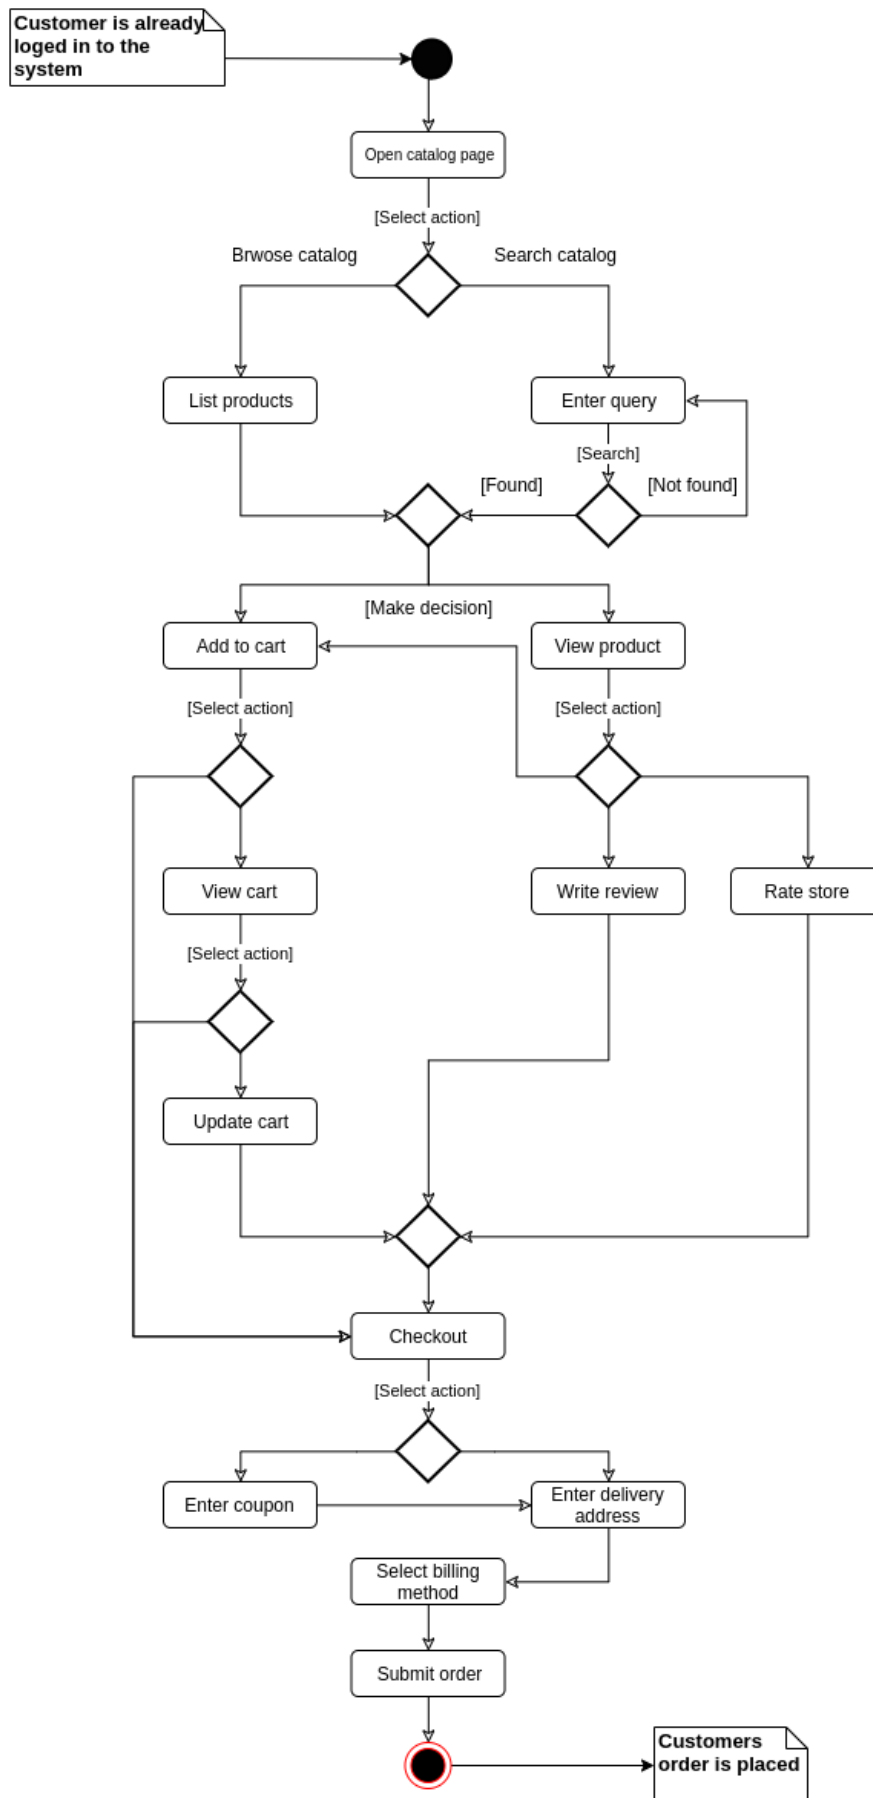 Customer is already
loged in to the
system
Open catalog page
[Select action]
Brwose catalog
Search catalog
List products
Enter query
[Search]
[Found]
[Not found]
[Make decision]
Add to cart
View product
[Select action]
[Select action]
View cart
Write review
Rate store
[Select action]
Update cart
Checkout
[Select action]
Enter coupon
Enter delivery
address
Select billing
method
Submit order
Customers
order is placed